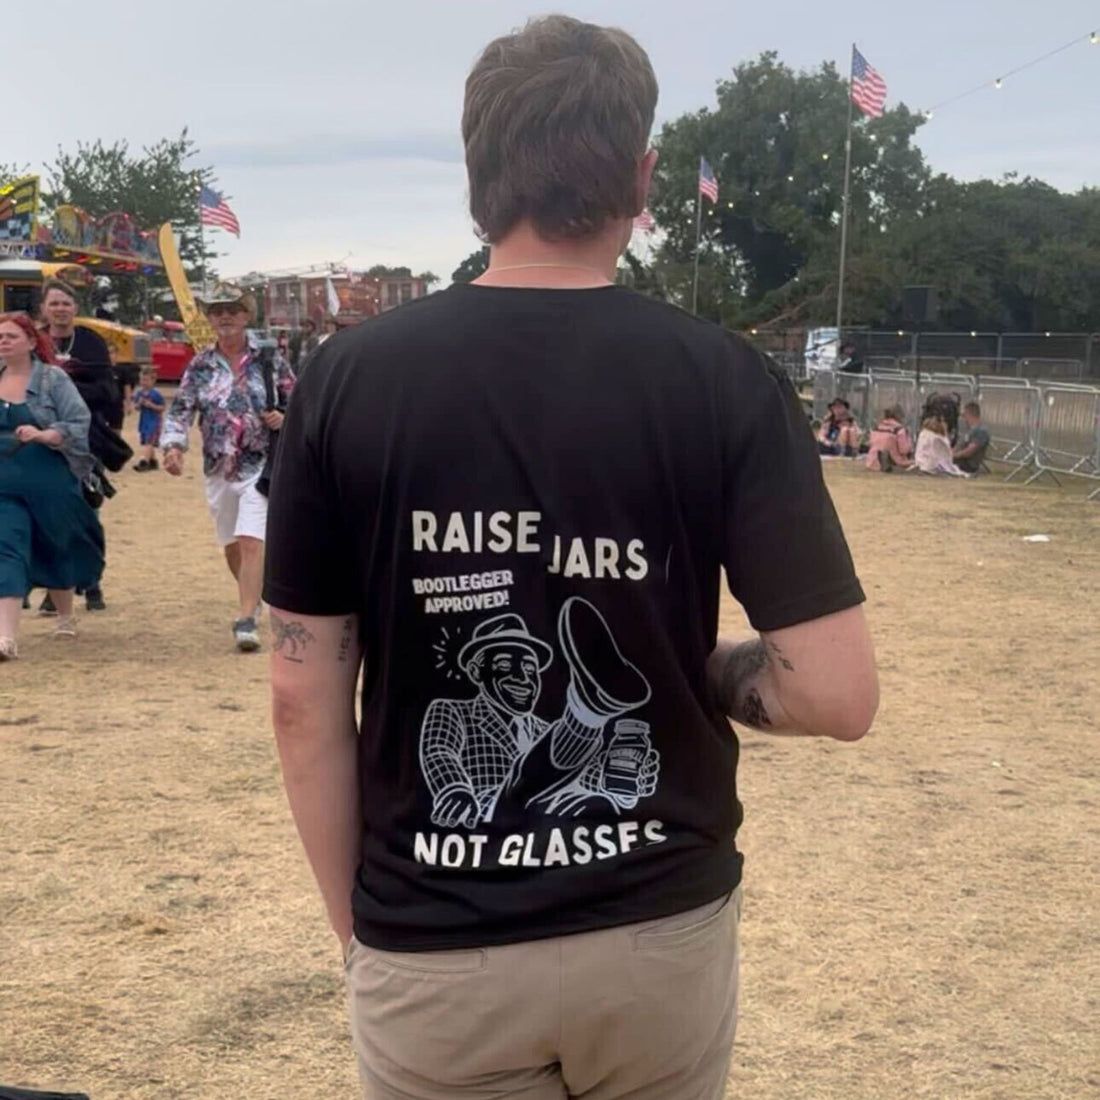 RAISE JARS
BOOTLEGGER
APPROVED!
NOT GLASSES